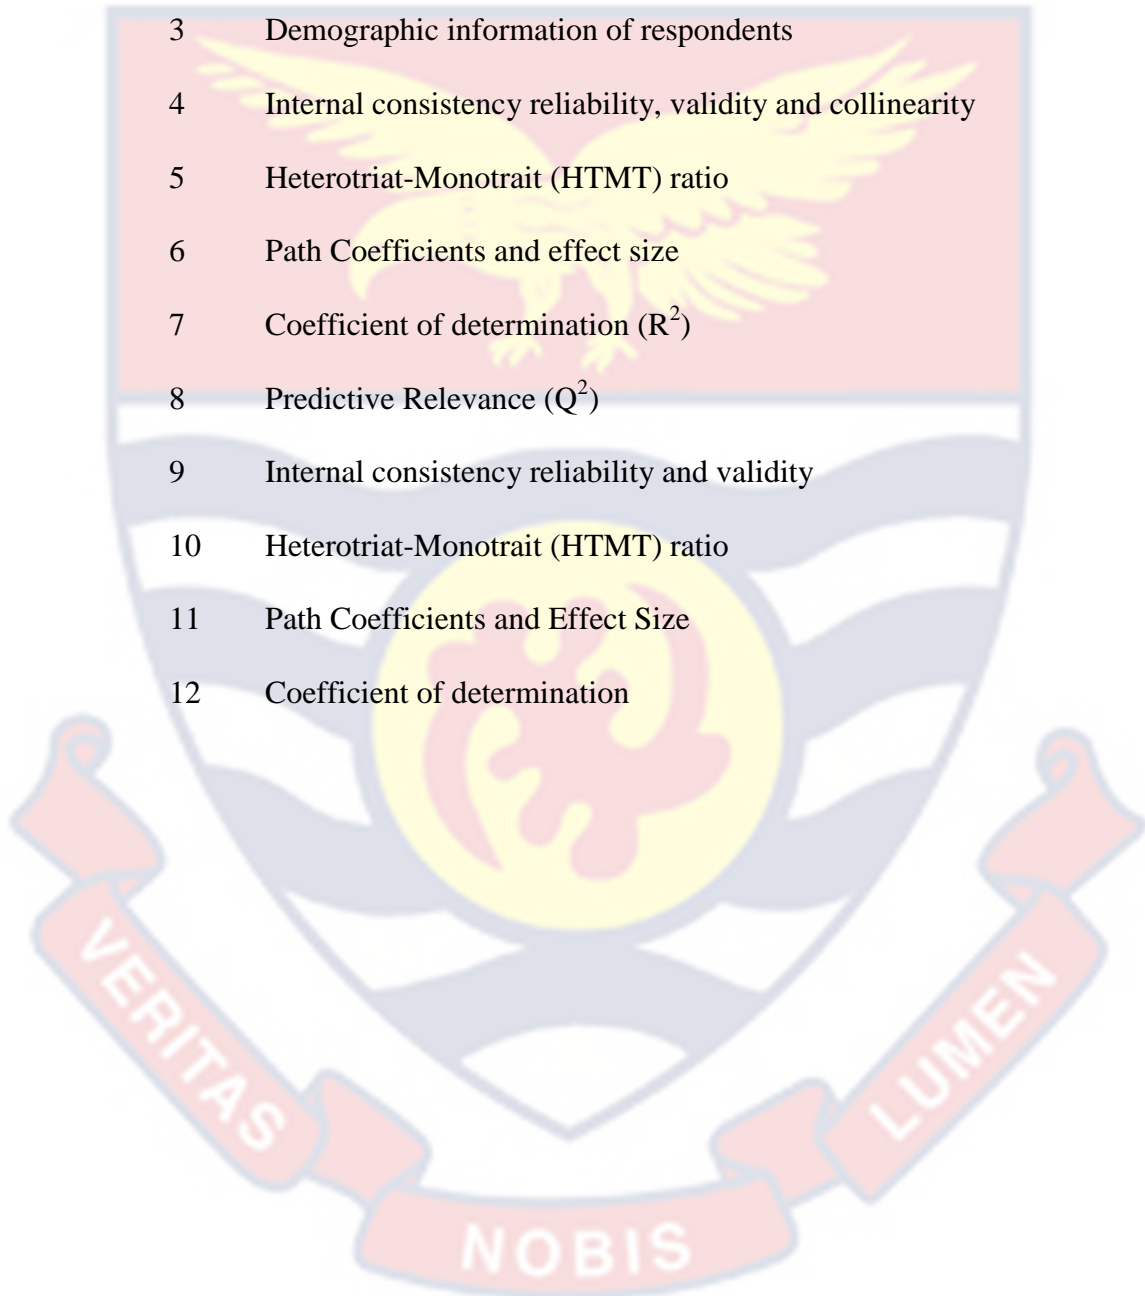 3 Demographic information of respondents
4 Internal consistency reliability, validity and collinearity
5 Heterotriat-Monotrait (HTMT) ratio
6 Path Coefficients and effect size
7 Coefficient of determination (R²)
8 Predictive Relevance (Q²)
9 Internal consistency reliability and validity
10 Heterotriat-Monotrait (HTMT) ratio
11 Path Coefficients and Effect Size
12 Coefficient of determination
VERITAS
NOBIS
LUMEN